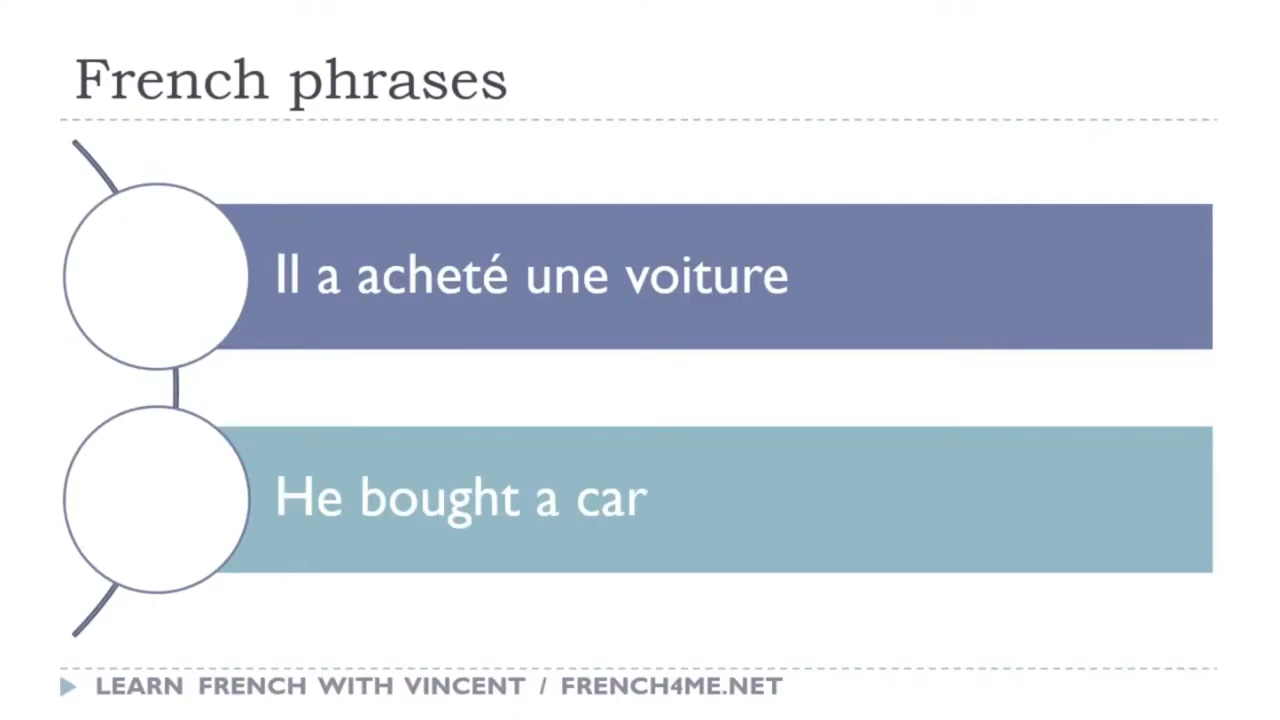 French phrases
Il a acheté une voiture
He bought a car
LEARN FRENCH WITH VINCENT / FRENCH4ME.NET